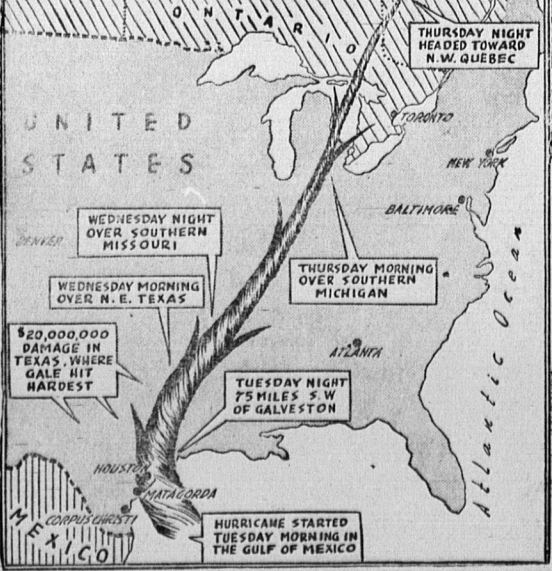 ONTARIO
THURSDAY NIGHT
HEADED TOWARD
N.W. QUEBEC
UNITED
STATES
TORONTO
NEW YORK
BALTIMORE
WEDNESDAY NIGHT
OVER SOUTHERN
MISSOURI
DENVER
THURSDAY MORNING
OVER SOUTHERN
MICHIGAN
WEDNESDAY MORNING
OVER N.E. TEXAS
$20,000,000
DAMAGE IN
TEXAS, WHERE
GALE HIT
HARDEST
ATLANTA
Atlantic Ocean
TUESDAY NIGHT
75 MILES S.W
OF GALVESTON
HOUSTON
MATAGORDA
CORPUS CHRISTI
MEXICO
HURRICANE STARTED
TUESDAY MORNING IN
THE GULF OF MEXICO